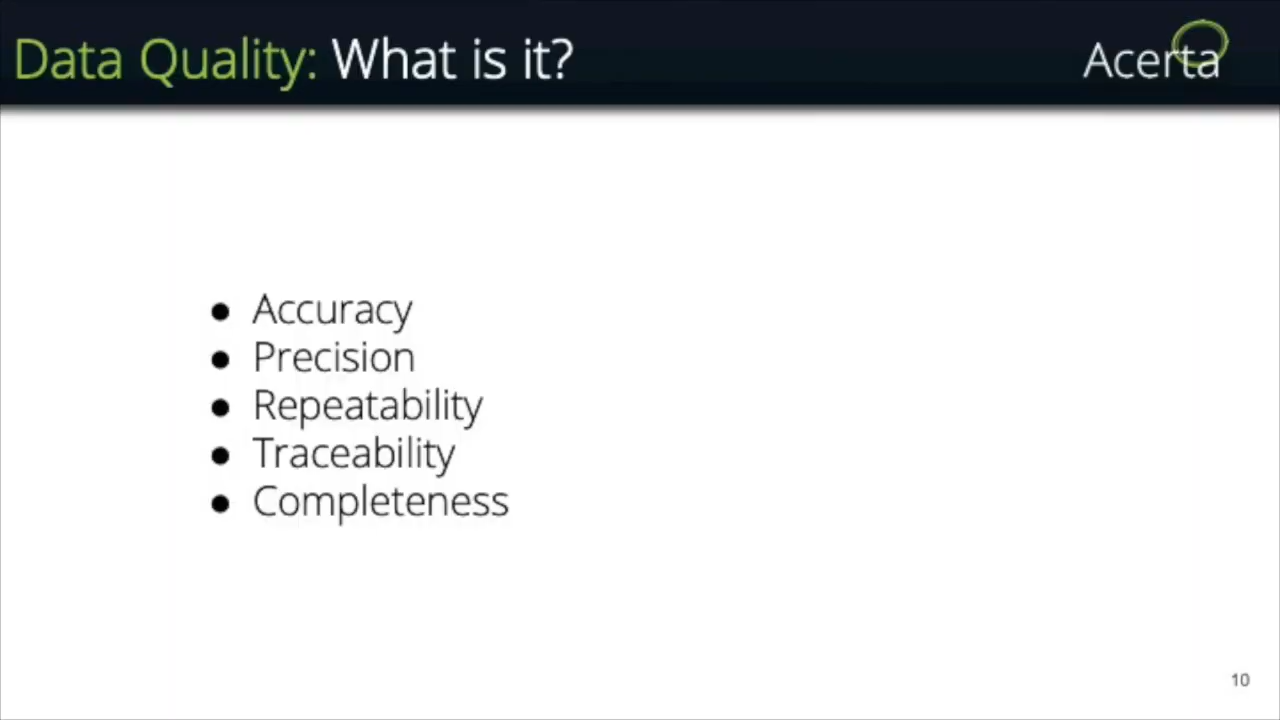 Data Quality: What is it?
Acerta
● Accuracy
● Precision
● Repeatability
● Traceability
● Completeness
10